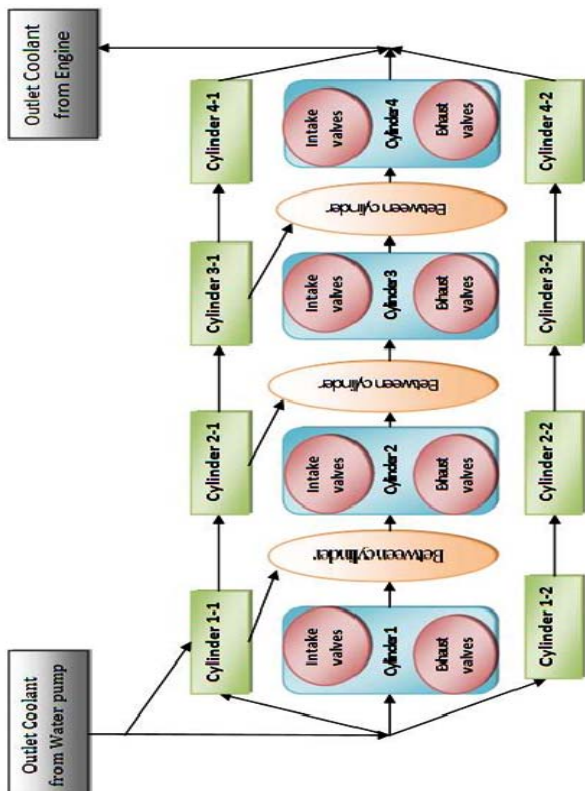 Outlet Coolant
from Engine
Cylinder 4-1
Intake
valves
Cylinder 4
Exhaust
valves
Cylinder 4-2
Between cylinder
Cylinder 3-1
Intake
valves
Cylinder 3
Exhaust
valves
Cylinder 3-2
Between cylinder
Cylinder 2-1
Intake
valves
Cylinder 2
Exhaust
valves
Cylinder 2-2
Between cylinder
Outlet Coolant
from Water pump
Cylinder 1-1
Intake
valves
Cylinder 1
Exhaust
valves
Cylinder 1-2